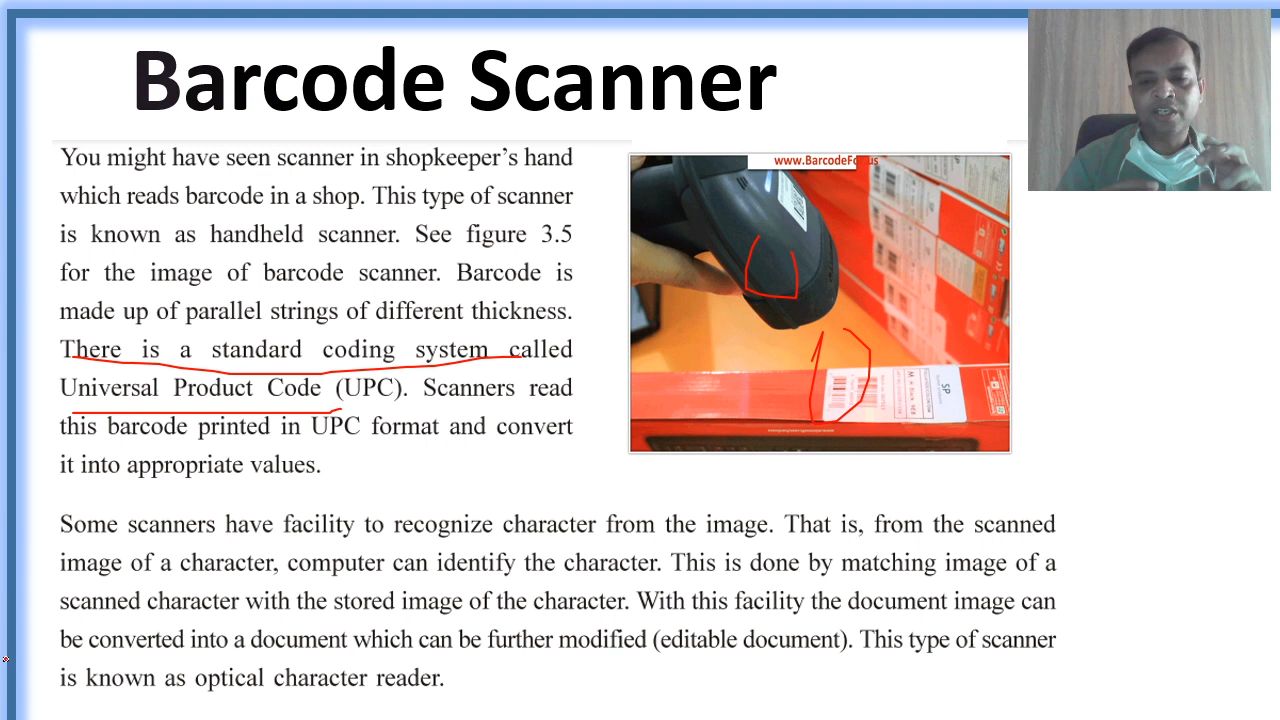 Barcode Scanner
You might have seen scanner in shopkeeper's hand
which reads barcode in a shop. This type of scanner
is known as handheld scanner. See figure 3.5
for the image of barcode scanner. Barcode is
made up of parallel strings of different thickness.
There is a standard coding system called
Universal Product Code (UPC). Scanners read
this barcode printed in UPC format and convert
it into appropriate values.
www.BarcodeFocus
SP
Some scanners have facility to recognize character from the image. That is, from the scanned
image of a character, computer can identify the character. This is done by matching image of a
scanned character with the stored image of the character. With this facility the document image can
be converted into a document which can be further modified (editable document). This type of scanner
is known as optical character reader.